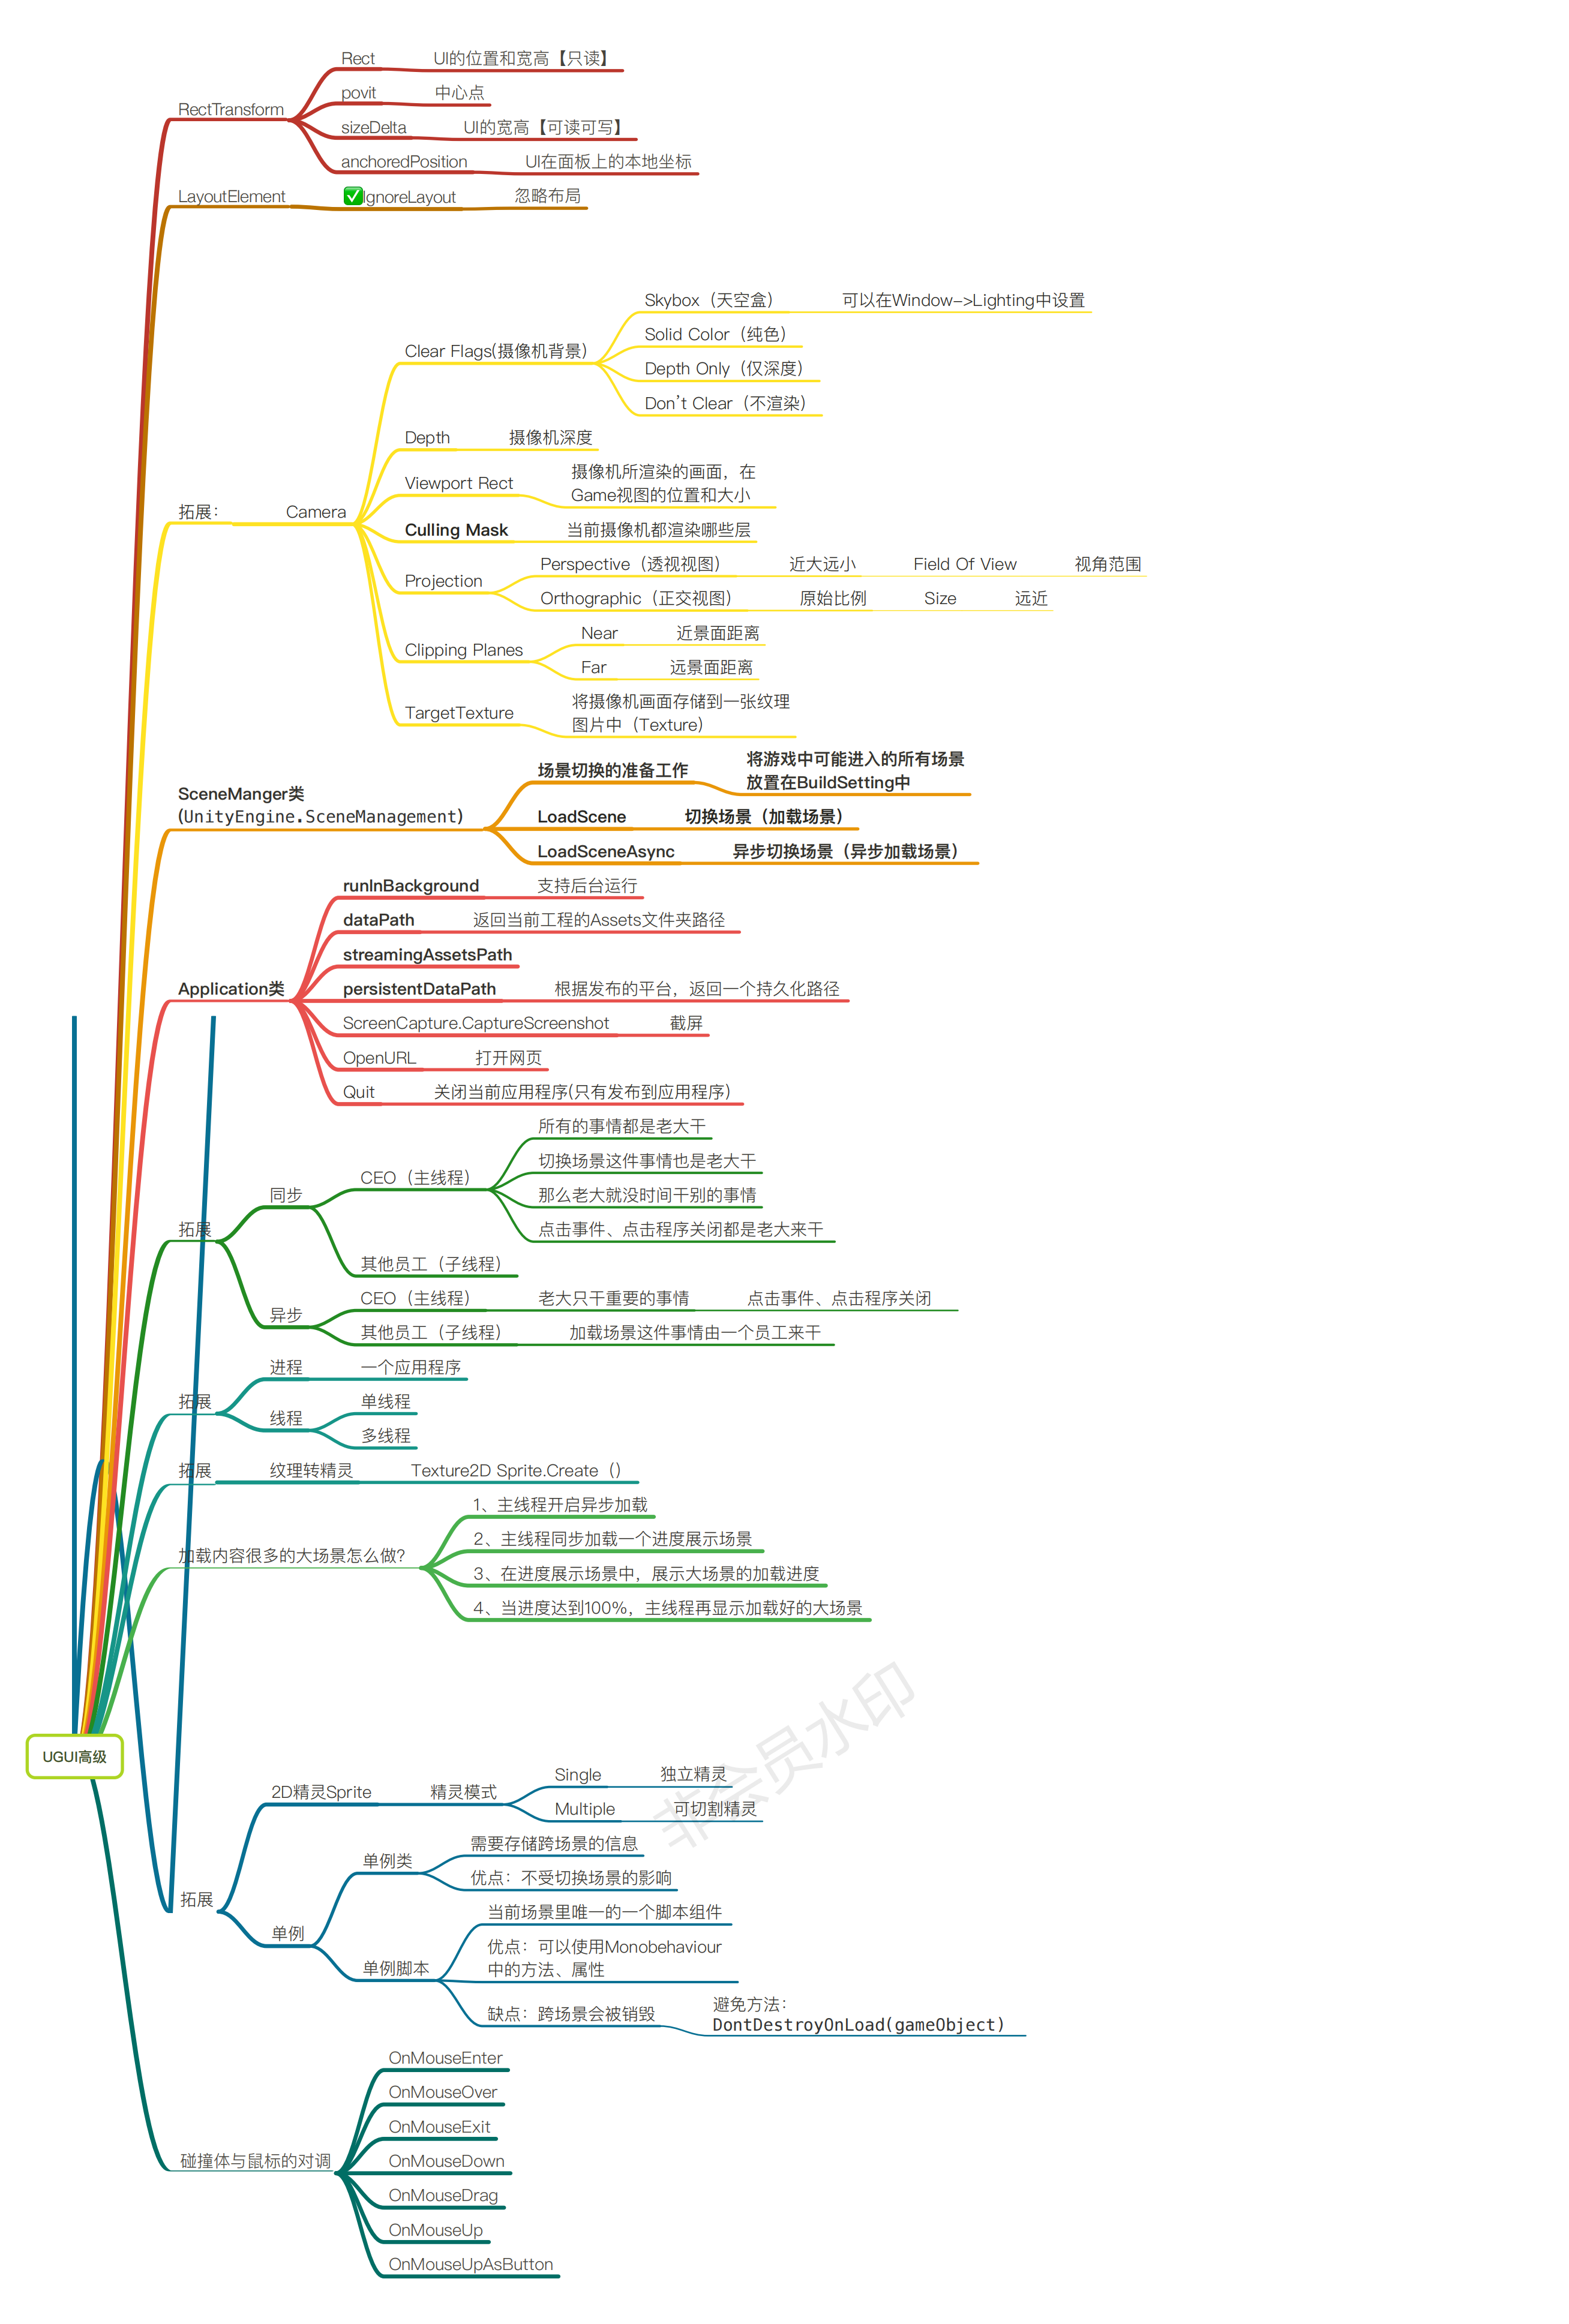 Rect
UI的位置和宽高【只读】
povit
中心点
RectTransform
sizeDelta
UI的宽高【可读可写】
anchoredPosition
UI在面板上的本地坐标
LayoutElement
✅IgnoreLayout
忽略布局
Skybox（天空盒）
可以在Window->Lighting中设置
Solid Color（纯色）
Clear Flags(摄像机背景)
Depth Only（仅深度）
Don't Clear（不渲染）
Depth
摄像机深度
Viewport Rect
摄像机所渲染的画面，在
Game视图的位置和大小
拓展：
Camera
Culling Mask
当前摄像机都渲染哪些层
Projection
Perspective（透视视图）
近大远小
Field Of View
视角范围
Orthographic（正交视图）
原始比例
Size
远近
Clipping Planes
Near
近景面距离
Far
远景面距离
TargetTexture
将摄像机画面存储到一张纹理
图片中（Texture）
SceneManger类
(UnityEngine.SceneManagement)
场景切换的准备工作
将游戏中可能进入的所有场景
放置在BuildSetting中
LoadScene
切换场景（加载场景）
LoadSceneAsync
异步切换场景（异步加载场景）
Application类
runInBackground
支持后台运行
dataPath
返回当前工程的Assets文件夹路径
streamingAssetsPath
persistentDataPath
根据发布的平台，返回一个持久化路径
ScreenCapture.CaptureScreenshot
截屏
OpenURL
打开网页
Quit
关闭当前应用程序(只有发布到应用程序)
拓展
同步
CEO（主线程）
所有的事情都是老大干
切换场景这件事情也是老大干
那么老大就没时间干别的事情
点击事件、点击程序关闭都是老大来干
其他员工（子线程）
异步
CEO（主线程）
老大只干重要的事情
点击事件、点击程序关闭
其他员工（子线程）
加载场景这件事情由一个员工来干
拓展
进程
一个应用程序
线程
单线程
多线程
拓展
纹理转精灵
Texture2D Sprite.Create（）
加载内容很多的大场景怎么做？
1、主线程开启异步加载
2、主线程同步加载一个进度展示场景
3、在进度展示场景中，展示大场景的加载进度
4、当进度达到100%，主线程再显示加载好的大场景
非会员水印
UGUI高级
拓展
2D精灵Sprite
精灵模式
Single
独立精灵
Multiple
可切割精灵
单例
单例类
需要存储跨场景的信息
优点：不受切换场景的影响
单例脚本
当前场景里唯一的一个脚本组件
优点：可以使用Monobehaviour
中的方法、属性
缺点：跨场景会被销毁
避免方法：
DontDestroyOnLoad(gameObject)
碰撞体与鼠标的对调
OnMouseEnter
OnMouseOver
OnMouseExit
OnMouseDown
OnMouseDrag
OnMouseUp
OnMouseUpAsButton